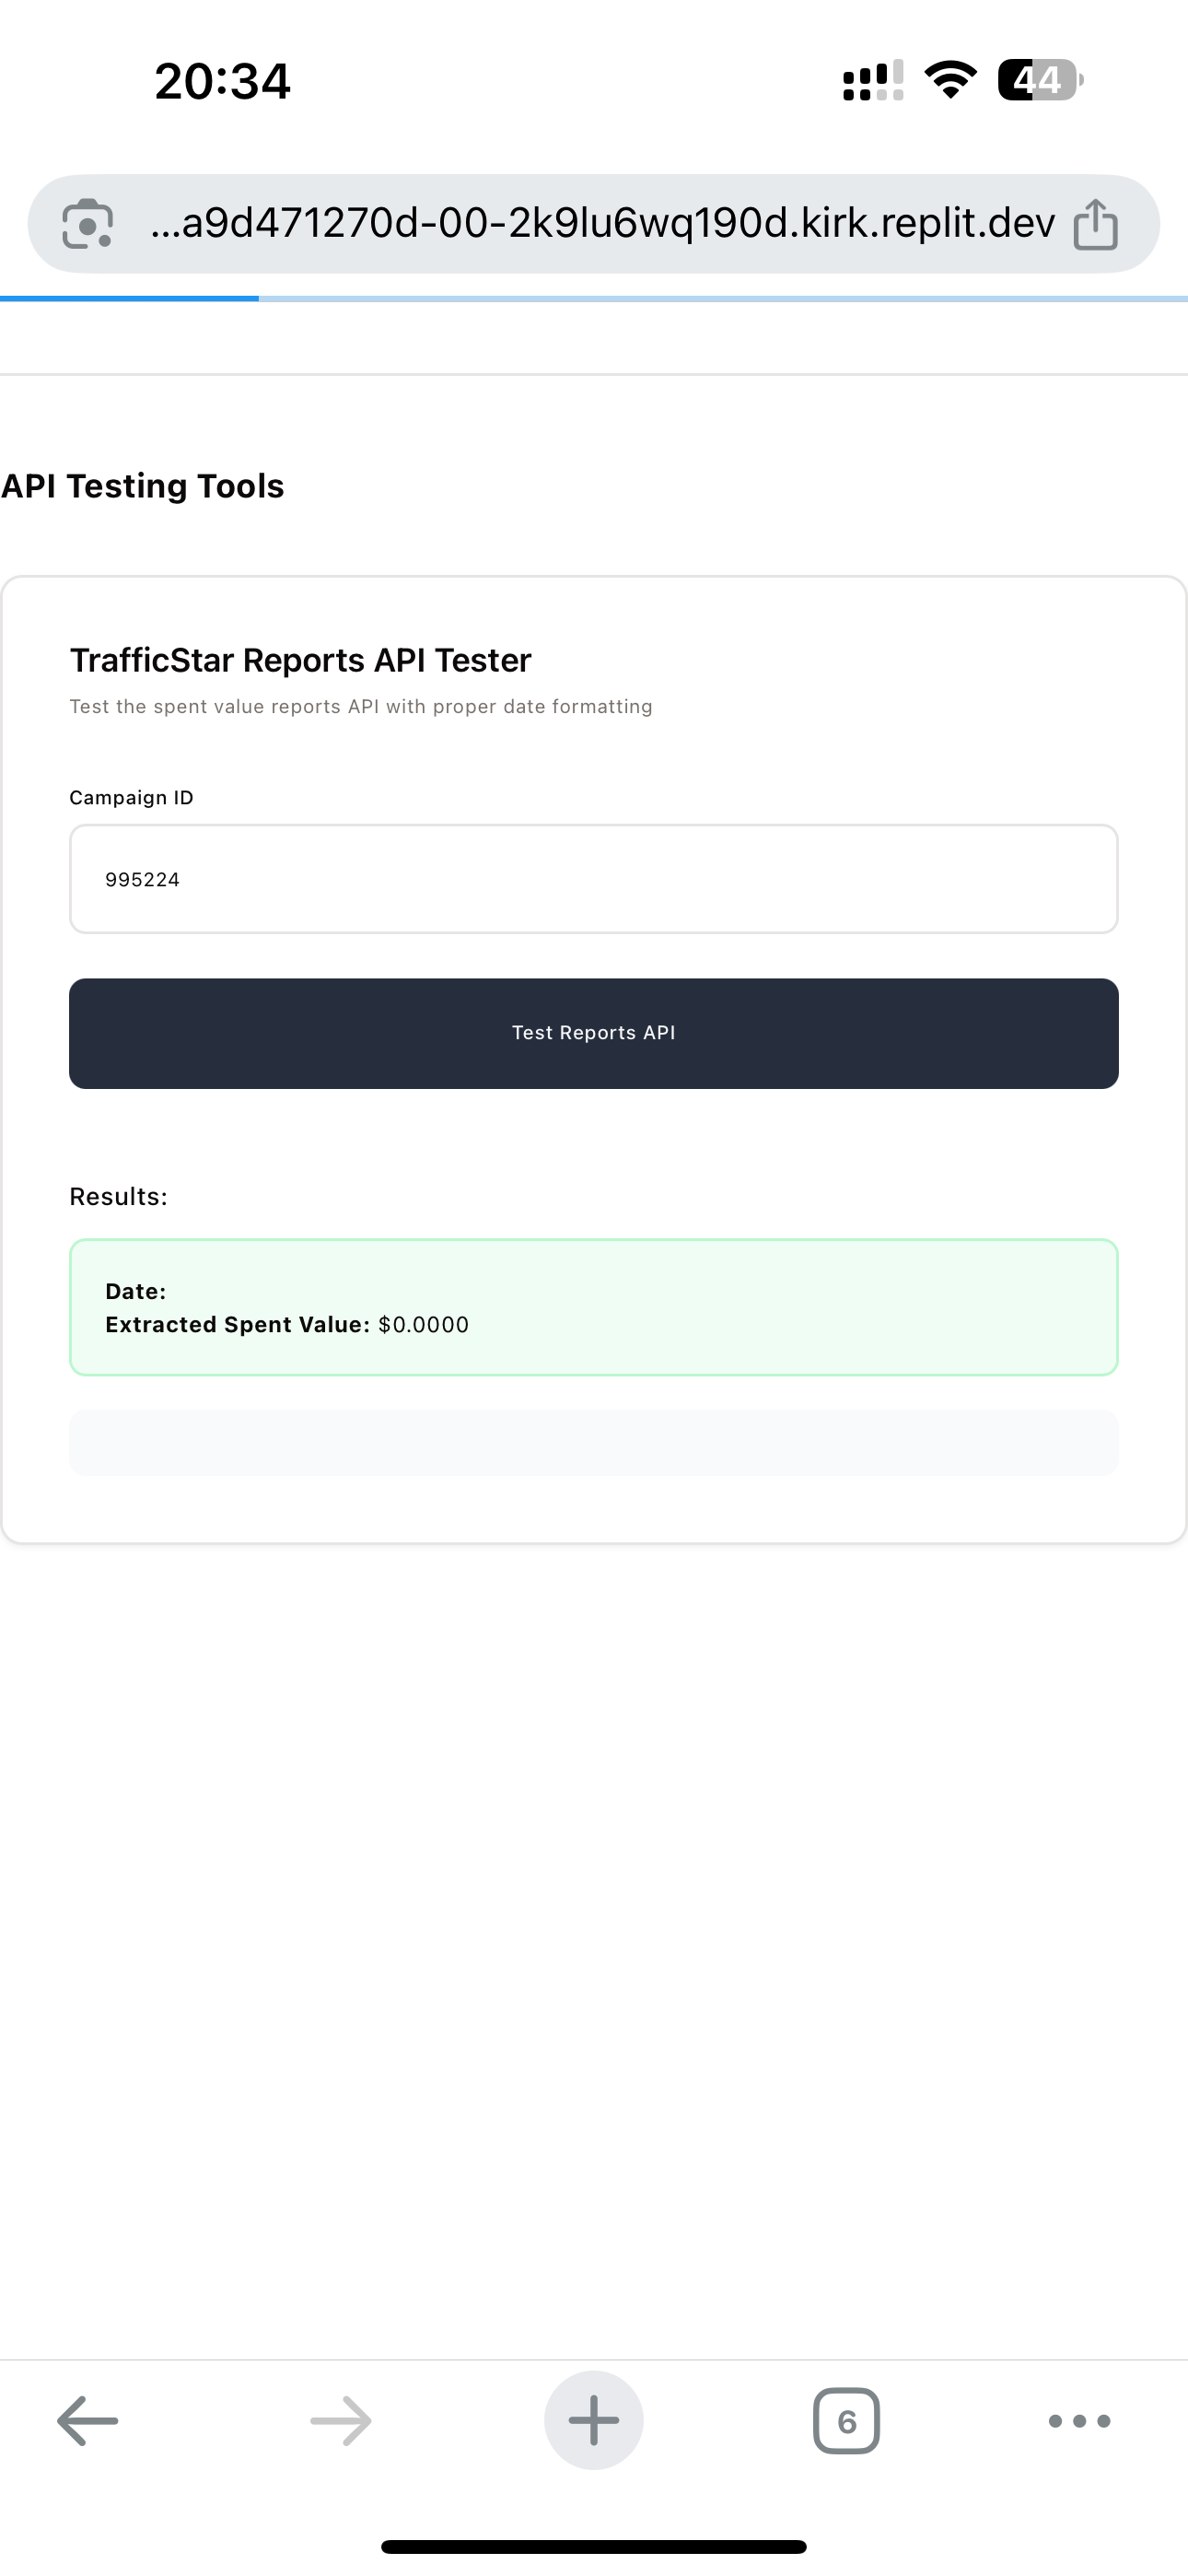 20:34
44
...a9d471270d-00-2k9lu6wq190d.kirk.replit.dev
API Testing Tools
TrafficStar Reports API Tester
Test the spent value reports API with proper date formatting
Campaign ID
995224
Test Reports API
Results:
Date:
Extracted Spent Value: $0.0000
6